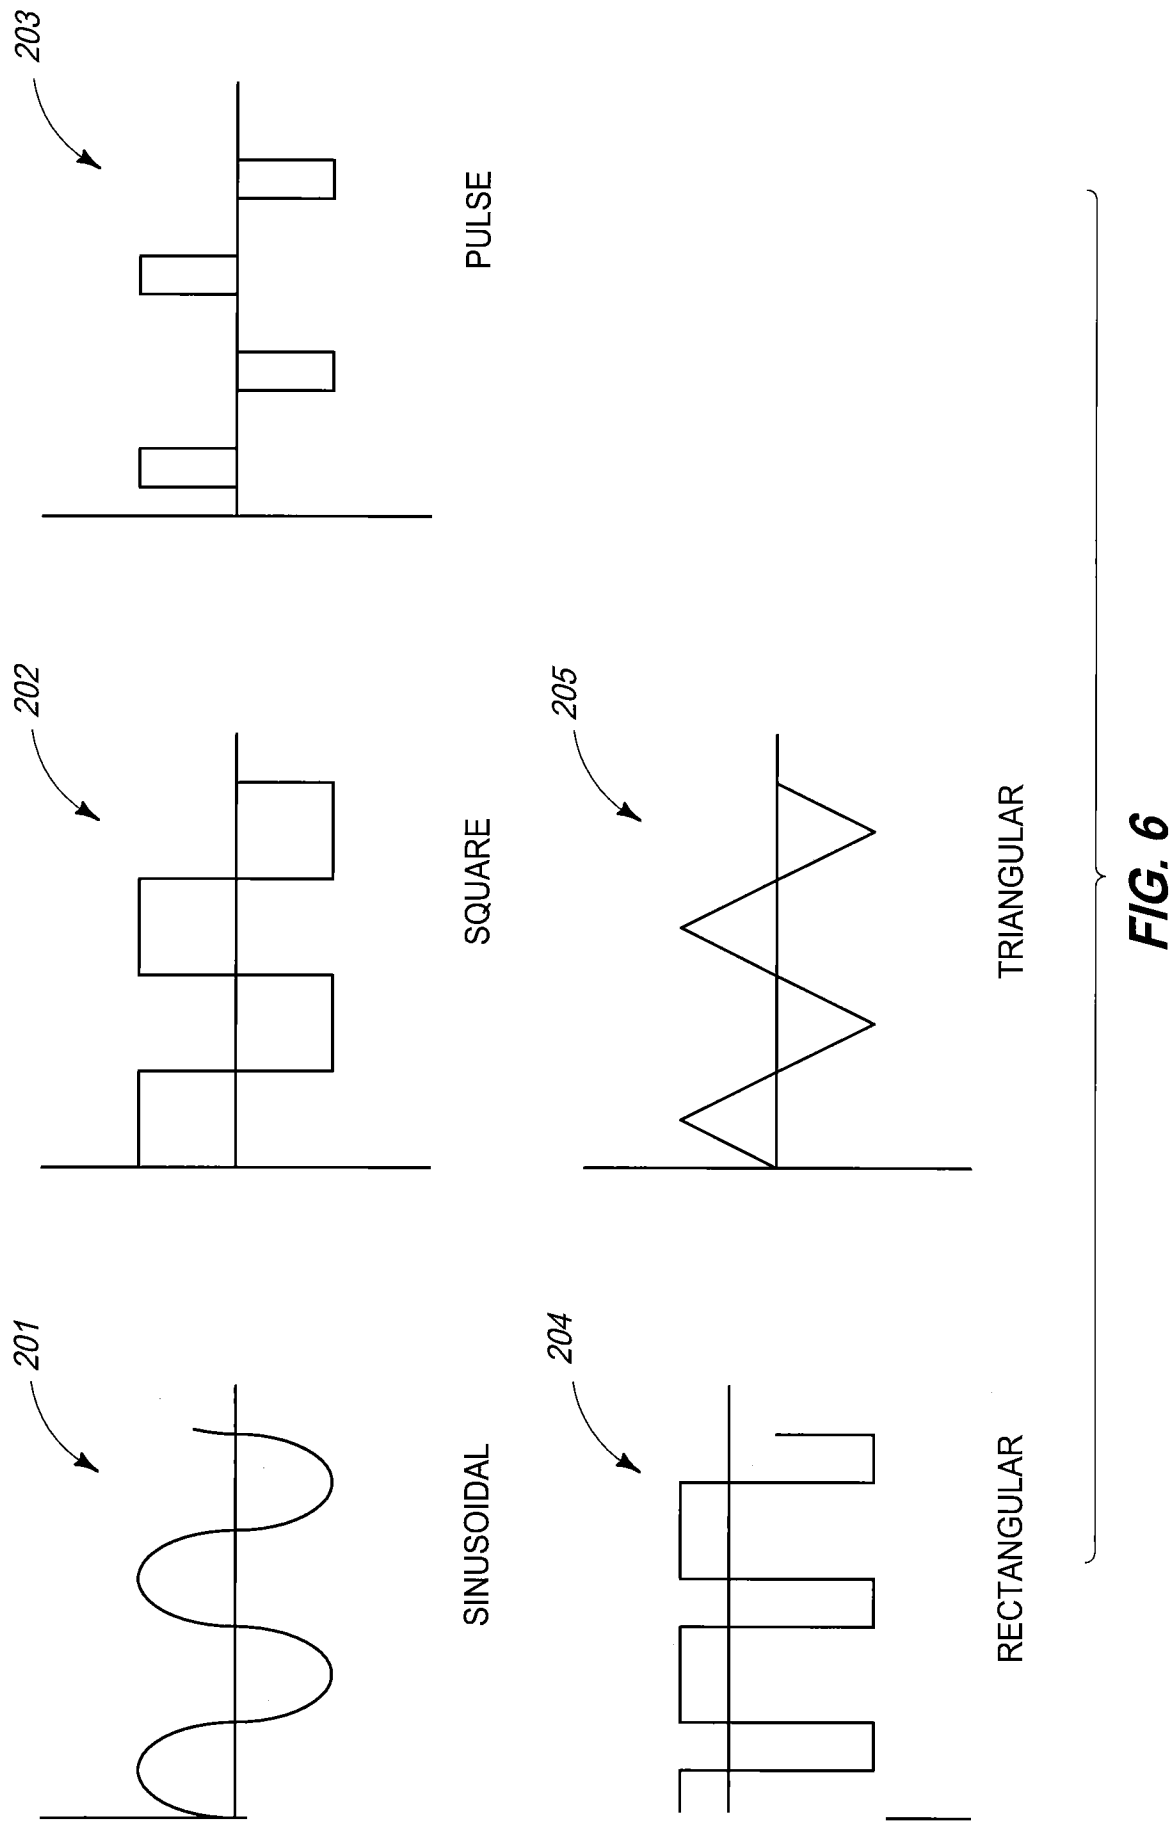 201
202
203
SINUSOIDAL
SQUARE
PULSE
204
205
RECTANGULAR
TRIANGULAR
FIG. 6